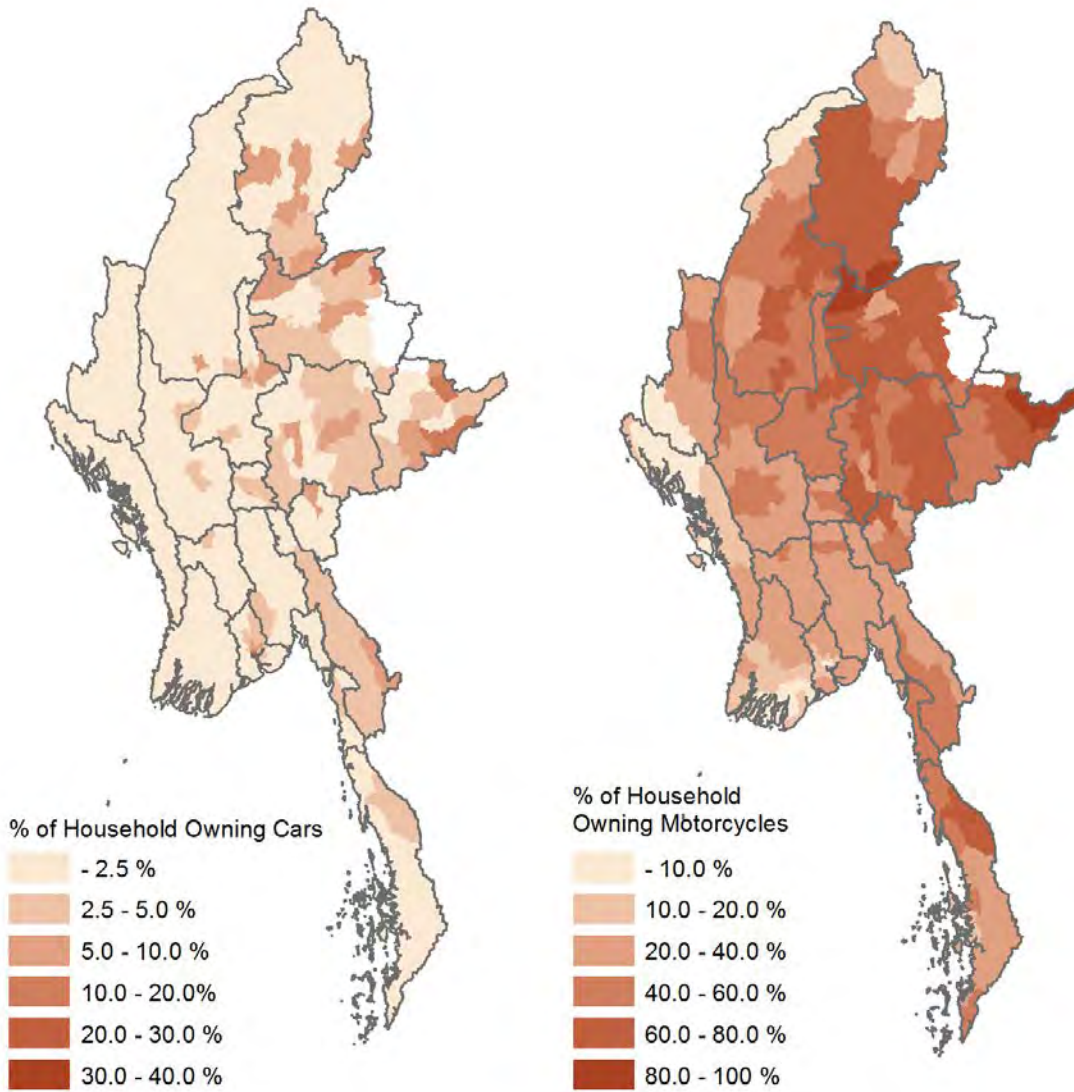 % of Household Owning Cars
- 2.5 %
2.5 - 5.0 %
5.0 - 10.0 %
10.0 - 20.0%
20.0 - 30.0 %
30.0 - 40.0 %
% of Household
Owning Motorcycles
- 10.0 %
10.0 - 20.0 %
20.0 - 40.0 %
40.0 - 60.0 %
60.0 - 80.0 %
80.0 - 100 %